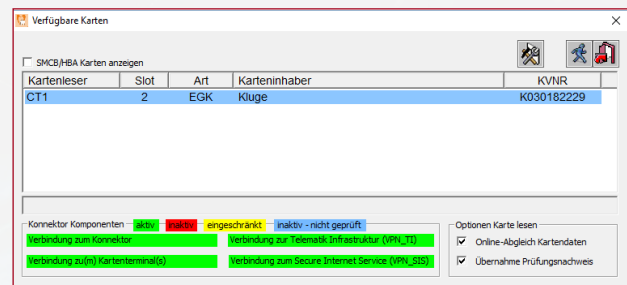 Verfügbare Karten
SMCB/HBA Karten anzeigen
Kartenleser Slot Art Karteninhaber KVNR
CT1 2 EGK Kluge K030182229
Konnektor Komponenten aktiv inaktiv eingeschränkt inaktiv - nicht geprüft
Verbindung zum Konnektor Verbindung zur Telematik Infrastruktur (VPN_TI)
Verbindung zu(m) Kartenterminal(s) Verbindung zum Secure Internet Service (VPN_SIS)
Optionen Karte lesen
Online-Abgleich Kartendaten
Übernahme Prüfungsnachweis